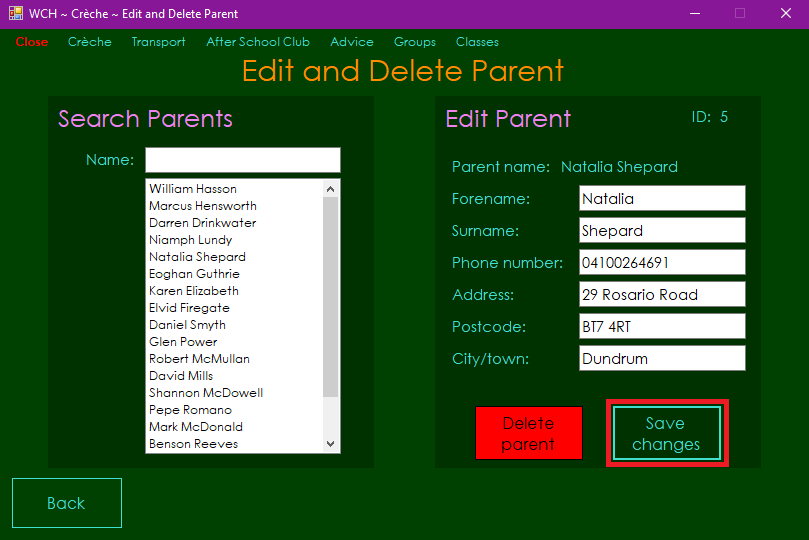 WCH ~ Crèche ~ Edit and Delete Parent
Close Crèche Transport After School Club Advice Groups Classes
Edit and Delete Parent
Search Parents
Name:
William Hasson
Marcus Hensworth
Darren Drinkwater
Niamph Lundy
Natalia Shepard
Eoghan Guthrie
Karen Elizabeth
Elvid Firegate
Daniel Smyth
Glen Power
Robert McMullan
David Mills
Shannon McDowell
Pepe Romano
Mark McDonald
Benson Reeves
Edit Parent
ID: 5
Parent name: Natalia Shepard
Forename: Natalia
Surname: Shepard
Phone number: 04100264691
Address: 29 Rosario Road
Postcode: BT7 4RT
City/town: Dundrum
Delete
parent
Save
changes
Back